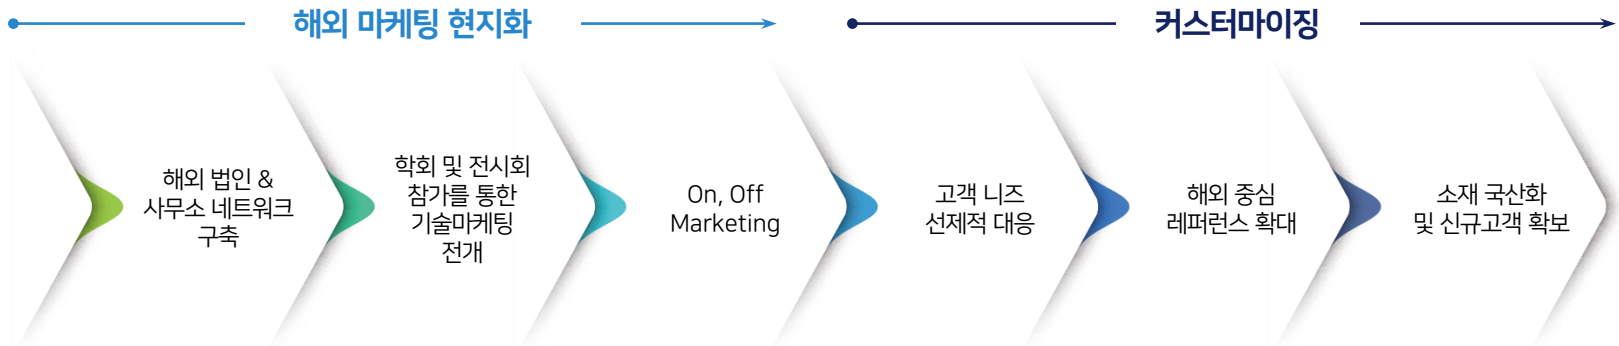 해외 마케팅 현지화
커스터마이징
해외 법인 &
사무소 네트워크
구축
학회 및 전시회
참가를 통한
기술마케팅
전개
On, Off
Marketing
고객 니즈
선제적 대응
해외 중심
레퍼런스 확대
소재 국산화
및 신규고객 확보